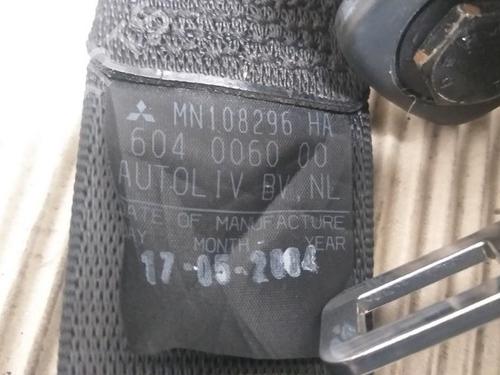 MN108296 HA
604 0060 00
AUTOLIV BV, NL
DATE OF MANUFACTURE
DAY MONTH YEAR
17-05-2004